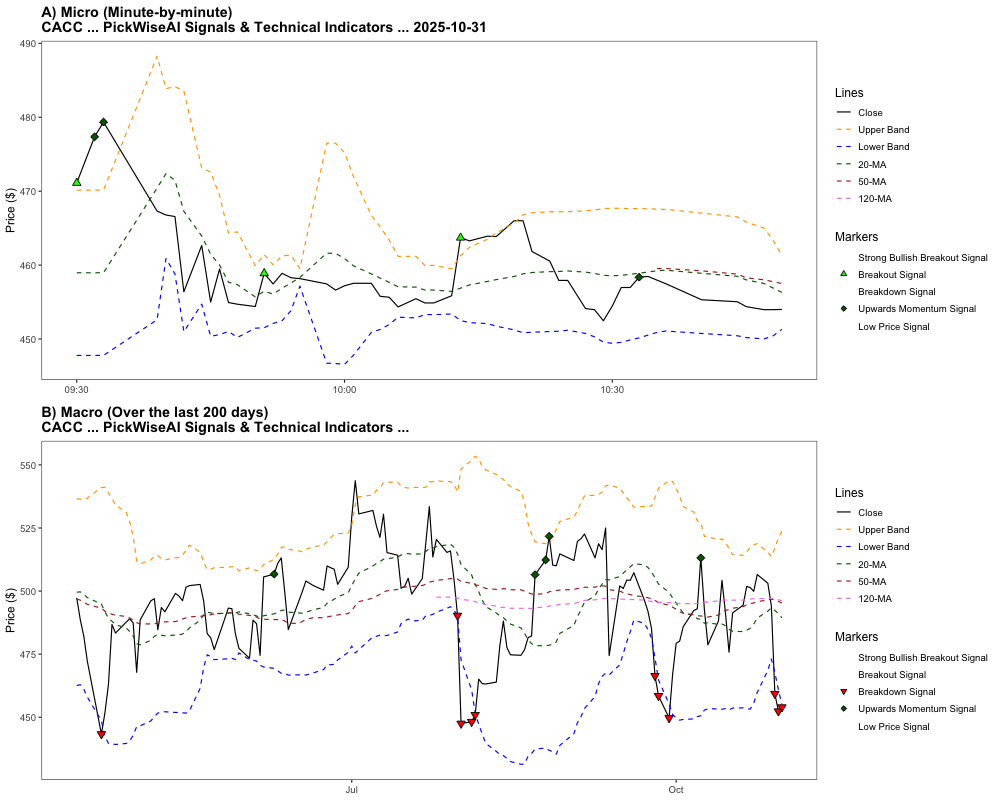 A) Micro (Minute-by-minute)
CACC ... PickWiseAI Signals & Technical Indicators ... 2025-10-31
Price ($)
490
480
470
460
450
09:30
10:00
10:30
Lines
Close
Upper Band
Lower Band
20-MA
50-MA
120-MA
Markers
Strong Bullish Breakout Signal
Breakout Signal
Breakdown Signal
Upwards Momentum Signal
Low Price Signal
B) Macro (Over the last 200 days)
CACC ... PickWiseAI Signals & Technical Indicators ...
Price ($)
550
525
500
475
450
Jul
Oct
Lines
Close
Upper Band
Lower Band
20-MA
50-MA
120-MA
Markers
Strong Bullish Breakout Signal
Breakout Signal
Breakdown Signal
Upwards Momentum Signal
Low Price Signal